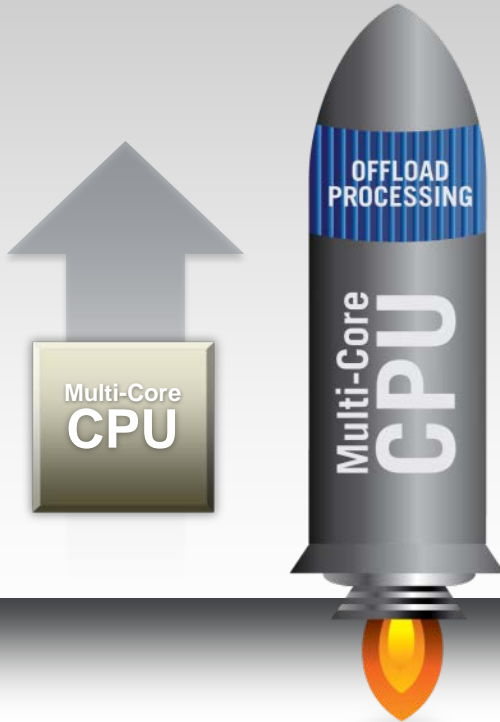 Multi-Core
CPU
OFFLOAD
PROCESSING
Multi-Core
CPU